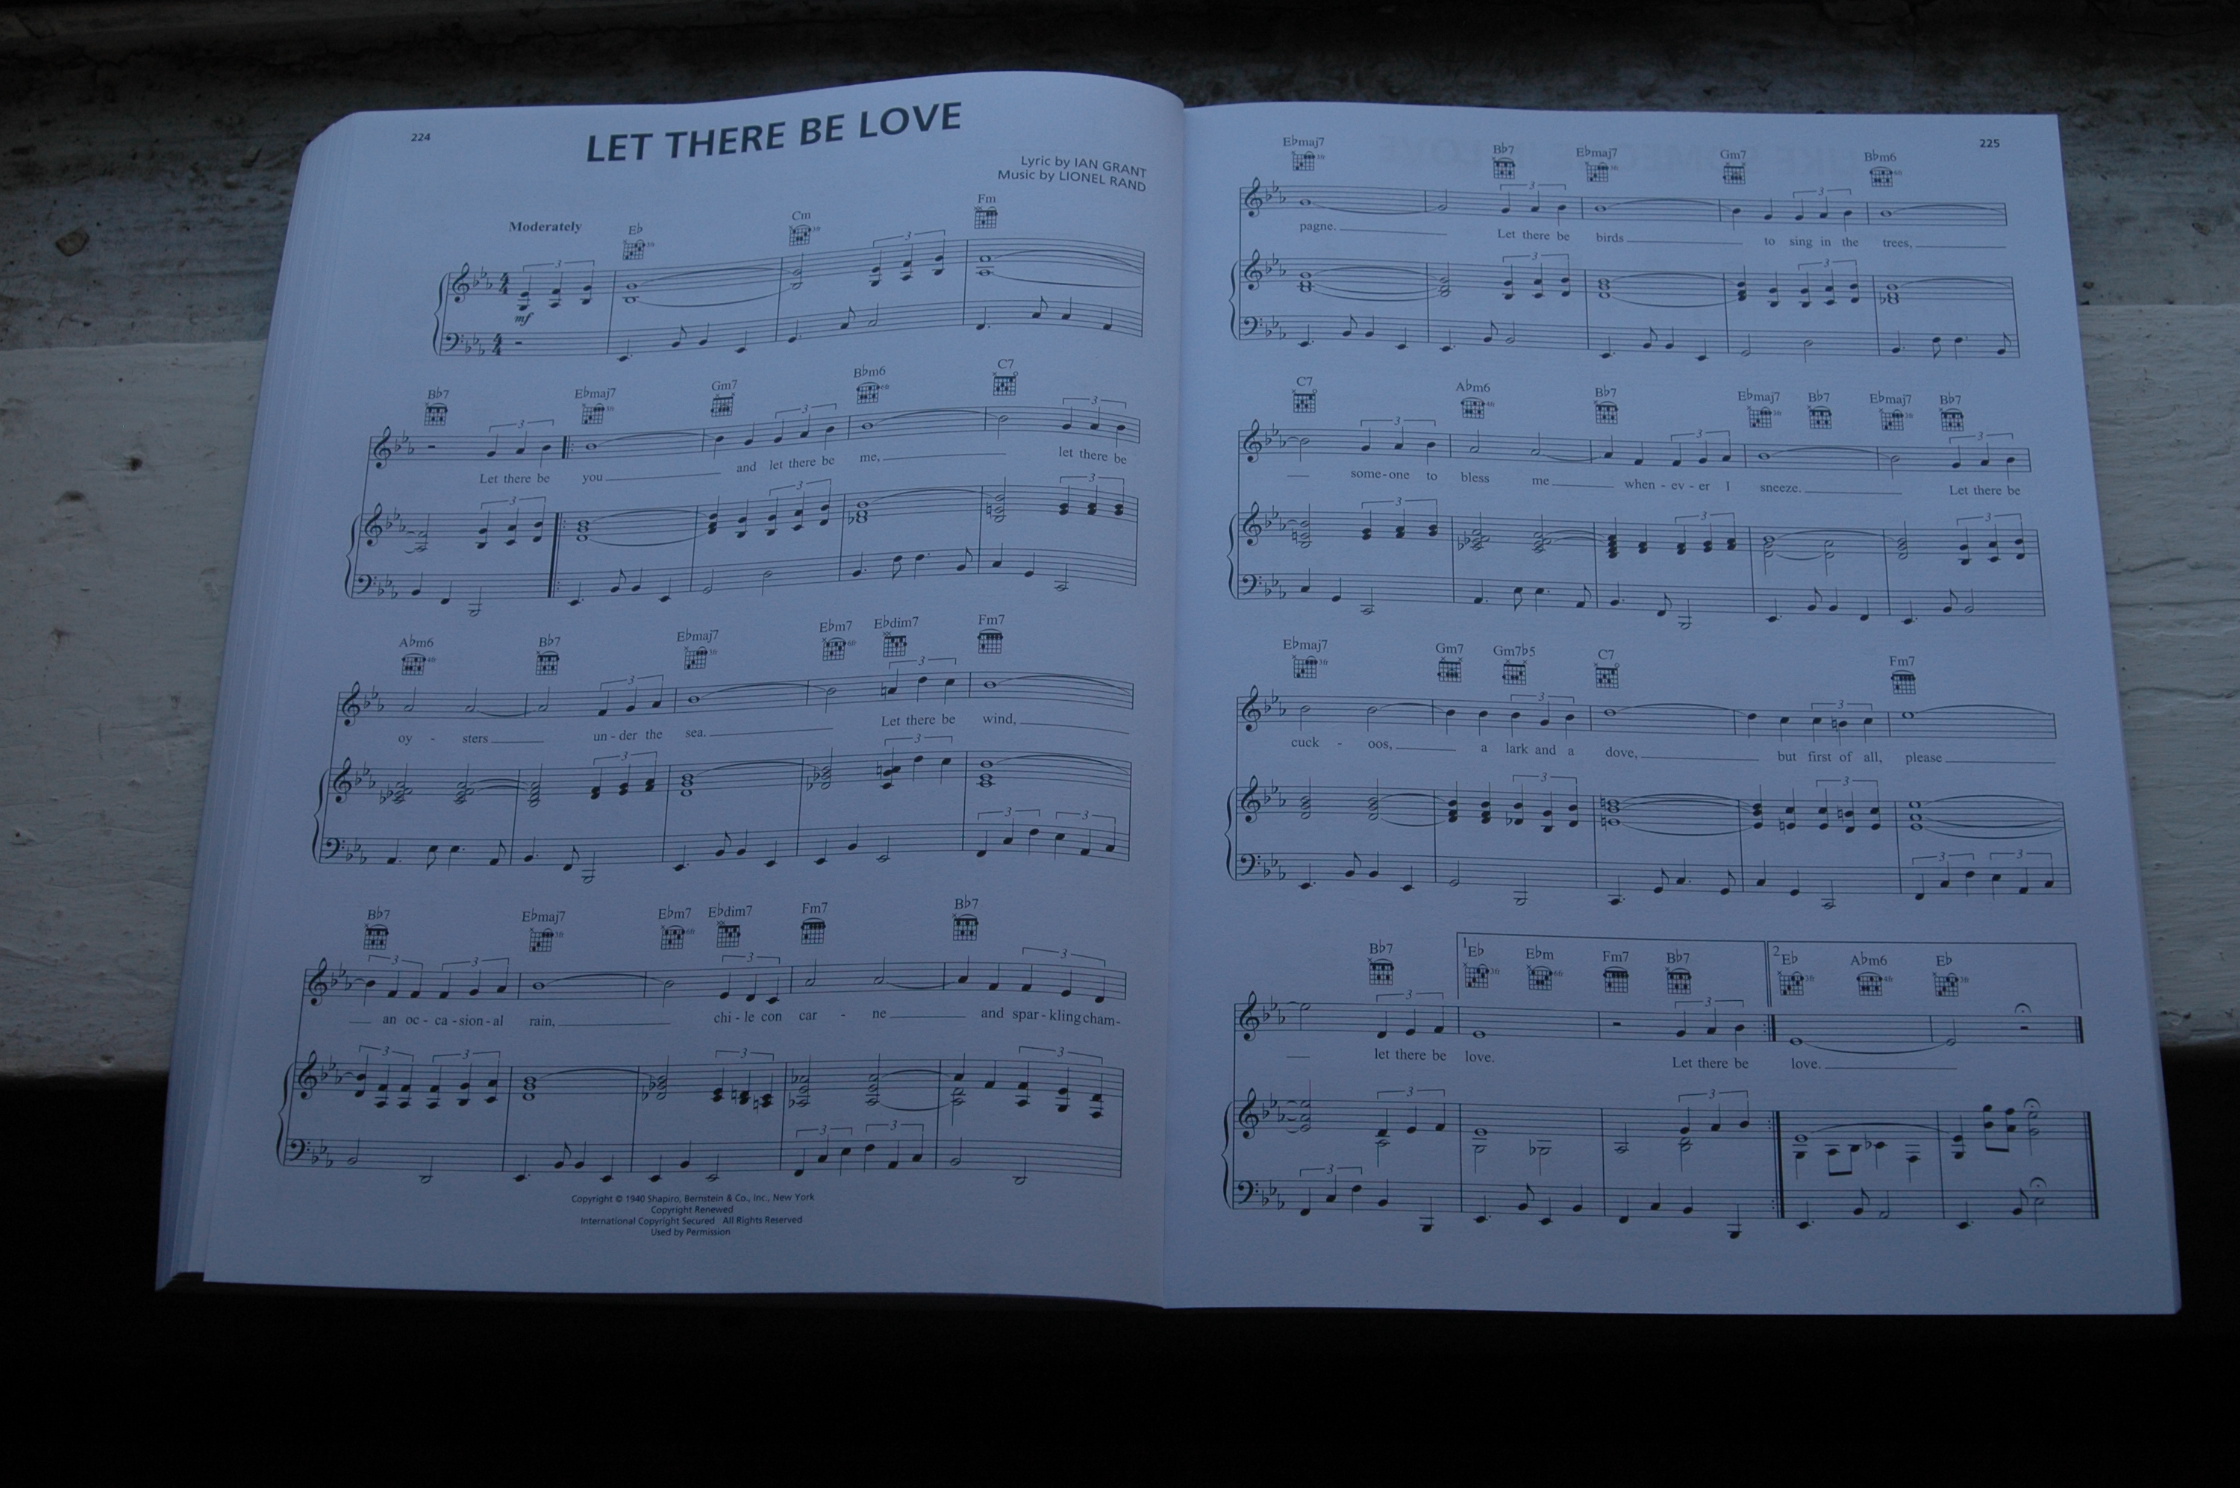 224
LET THERE BE LOVE
Lyric by IAN GRANT
Music by LIONEL RAND
Moderately
E♭ Cm Fm
3 3
mf
B♭7 E♭maj7 Gm7 B♭m6 C7
Let there be you and let there be me, let there be
A♭m6 B♭7 E♭maj7 E♭m7 E♭dim7 Fm7
oy - sters un - der the sea. Let there be wind,
B♭7 E♭maj7 E♭m7 E♭dim7 Fm7 B♭7
an oc - ca - sion - al rain, chi - le con car - ne and spar - kling cham-
Copyright © 1940 Shapiro, Bernstein & Co., Inc., New York
Copyright Renewed
International Copyright Secured All Rights Reserved
Used by Permission
225
E♭maj7 B♭7 E♭maj7 Gm7 B♭m6
pagne. Let there be birds to sing in the trees,
C7 A♭m6 B♭7 E♭maj7 B♭7 E♭maj7 B♭7
some - one to bless me when - ev - er I sneeze. Let there be
E♭maj7 Gm7 Gm7♭5 C7 Fm7
cuck - oos, a lark and a dove, but first of all, please
B♭7 1 E♭ E♭m Fm7 B♭7 2 E♭ A♭m6 E♭
let there be love. Let there be love.